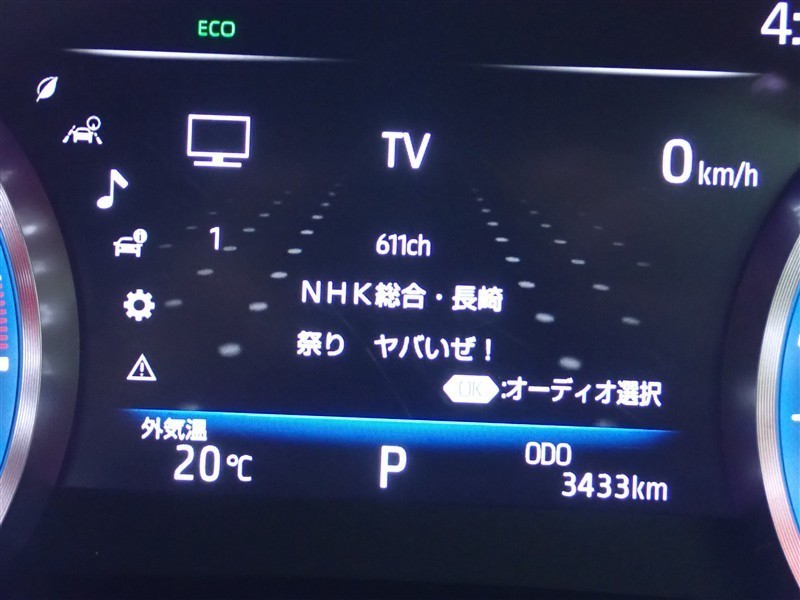 ECO
TV
0km/h
1
611ch
NHK総合・長崎
祭り　ヤバいぜ！
OK:オーディオ選択
外気温
20℃
P
ODO
3433km